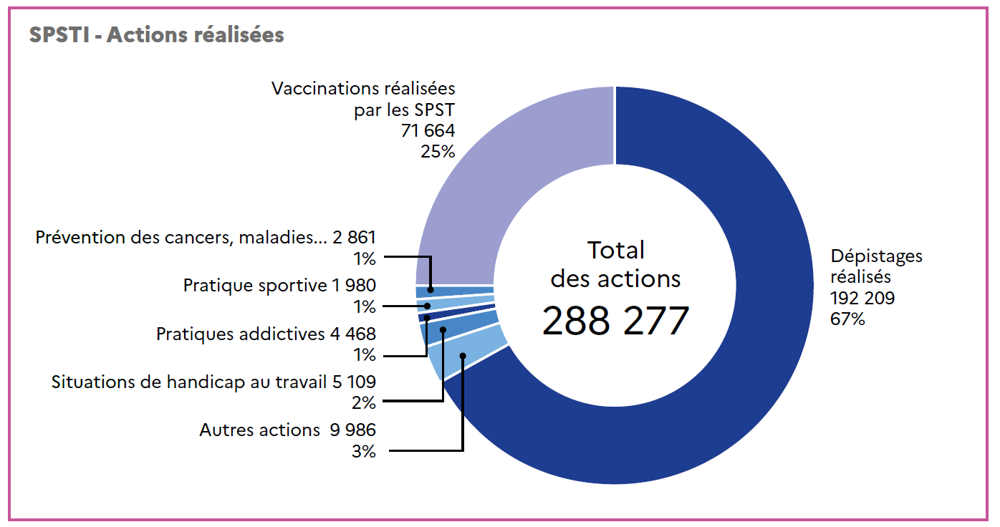 SPSTI - Actions réalisées
Vaccinations réalisées
par les SPST
71 664
25%
Prévention des cancers, maladies... 2 861
1%
Pratique sportive 1 980
1%
Pratiques addictives 4 468
1%
Situations de handicap au travail 5 109
2%
Autres actions 9 986
3%
Total
des actions
288 277
Dépistages
réalisés
192 209
67%